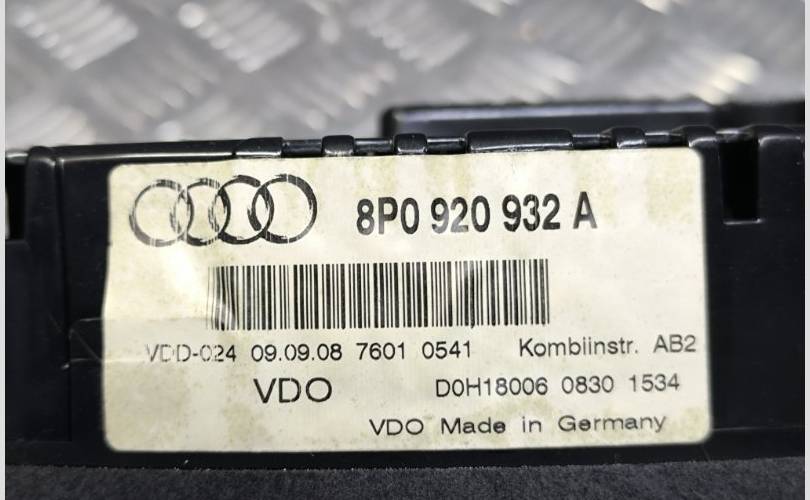 8P0 920 932 A
VDD-024 09.09.08 7601 0541 Kombiinstr. AB2
VDO D0H18006 0830 1534
VDO Made in Germany